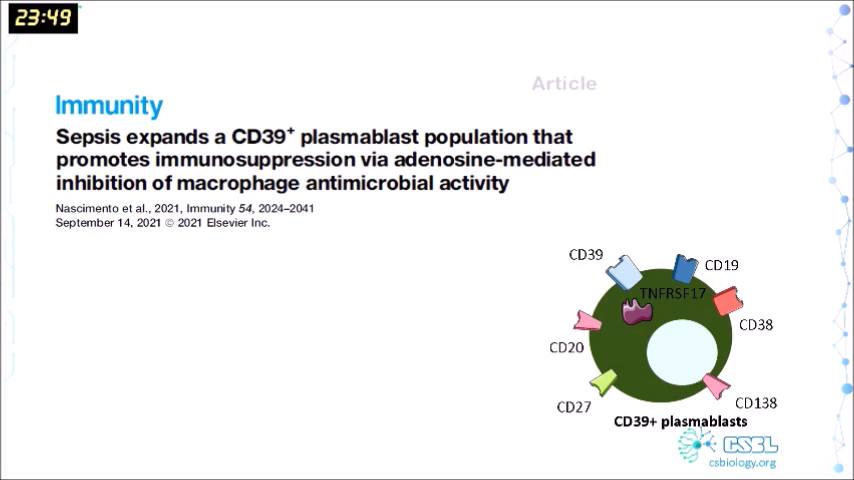 23:49
Article
Immunity
Sepsis expands a CD39⁺ plasmablast population that
promotes immunosuppression via adenosine-mediated
inhibition of macrophage antimicrobial activity
Nascimento et al., 2021, Immunity 54, 2024–2041
September 14, 2021 © 2021 Elsevier Inc.
CD39
CD19
TNFRSF17
CD38
CD20
CD27
CD138
CD39+ plasmablasts
CSBL
csbiology.org